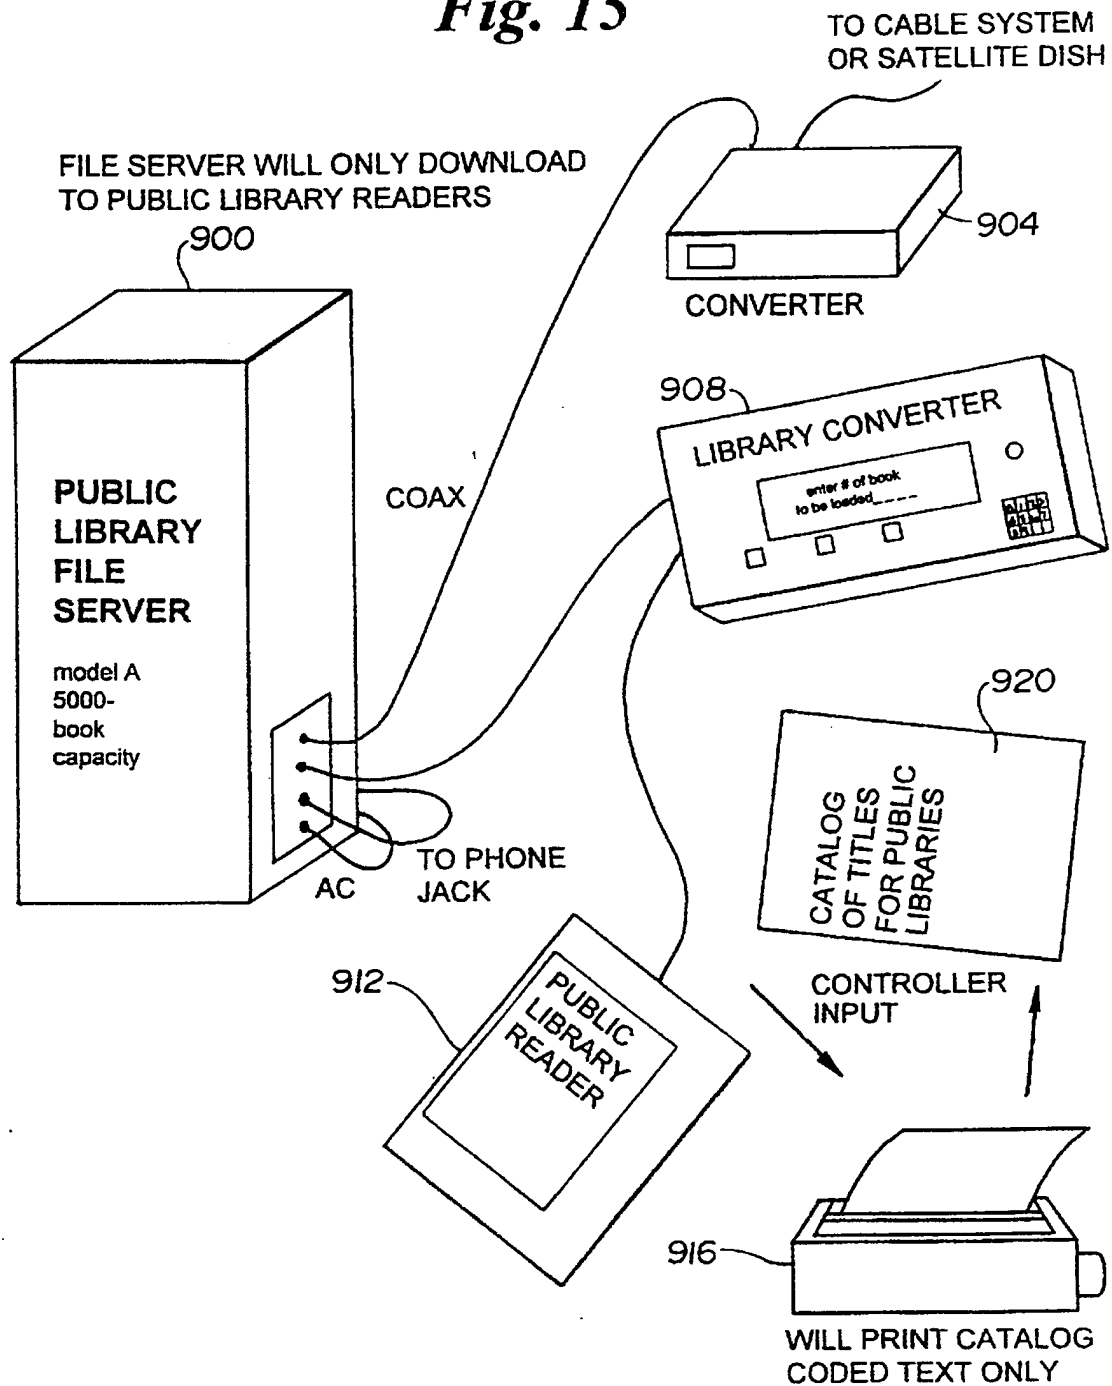 Fig. 15
TO CABLE SYSTEM
OR SATELLITE DISH
FILE SERVER WILL ONLY DOWNLOAD
TO PUBLIC LIBRARY READERS
900
904
CONVERTER
908
LIBRARY CONVERTER
enter # of book
to be loaded_ _ _ _
COAX
PUBLIC
LIBRARY
FILE
SERVER
model A
5000-
book
capacity
AC
TO PHONE
JACK
920
CATALOG
OF TITLES
FOR PUBLIC
LIBRARIES
CONTROLLER
INPUT
912
PUBLIC
LIBRARY
READER
916
WILL PRINT CATALOG
CODED TEXT ONLY